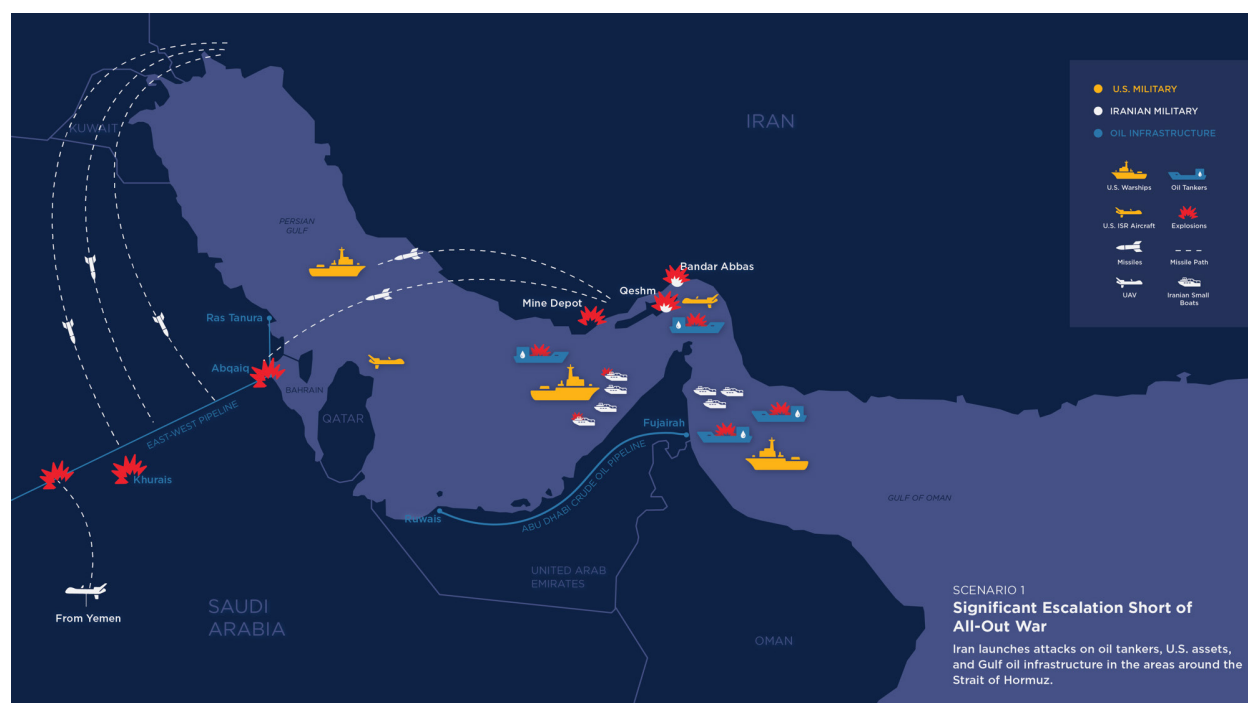 KUWAIT
IRAN
PERSIAN
GULF
Bandar Abbas
Qeshm
Mine Depot
Ras Tanura
Abqaiq
BAHRAIN
QATAR
EAST-WEST PIPELINE
Khurais
Fujairah
ABU DHABI CRUDE OIL PIPELINE
Ruwais
GULF OF OMAN
UNITED ARAB
EMIRATES
From Yemen
SAUDI
ARABIA
OMAN
U.S. MILITARY
IRANIAN MILITARY
OIL INFRASTRUCTURE
U.S. Warships
Oil Tankers
U.S. ISR Aircraft
Explosions
Missiles
Missile Path
UAV
Iranian Small
Boats
SCENARIO 1
Significant Escalation Short of
All-Out War
Iran launches attacks on oil tankers, U.S. assets,
and Gulf oil infrastructure in the areas around the
Strait of Hormuz.